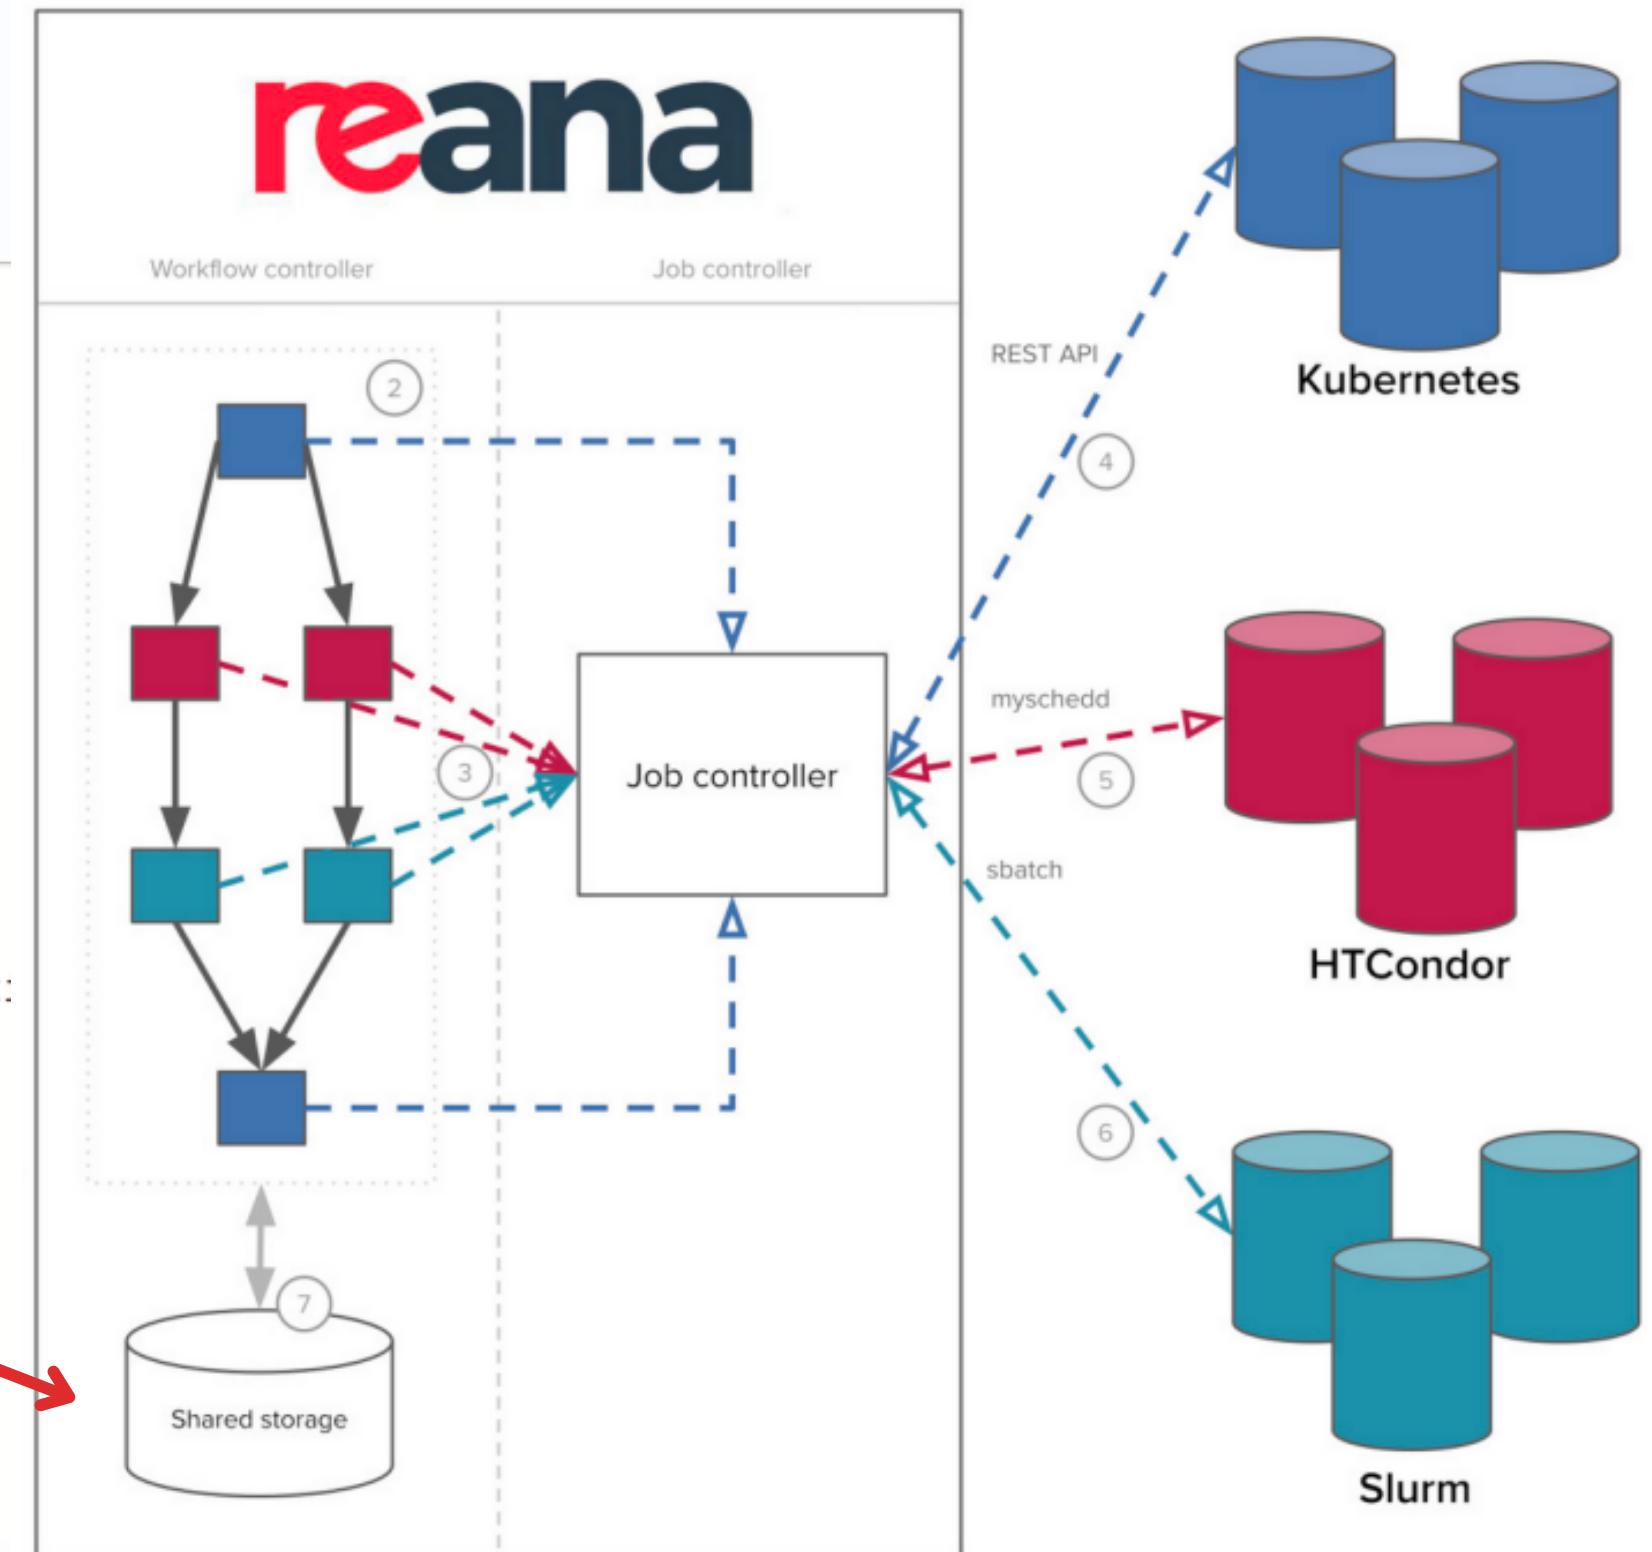 reana
Workflow controller
Job controller
2
REST API
Kubernetes
4
3
Job controller
myschedd
5
HTCondor
sbatch
6
7
Shared storage
Slurm